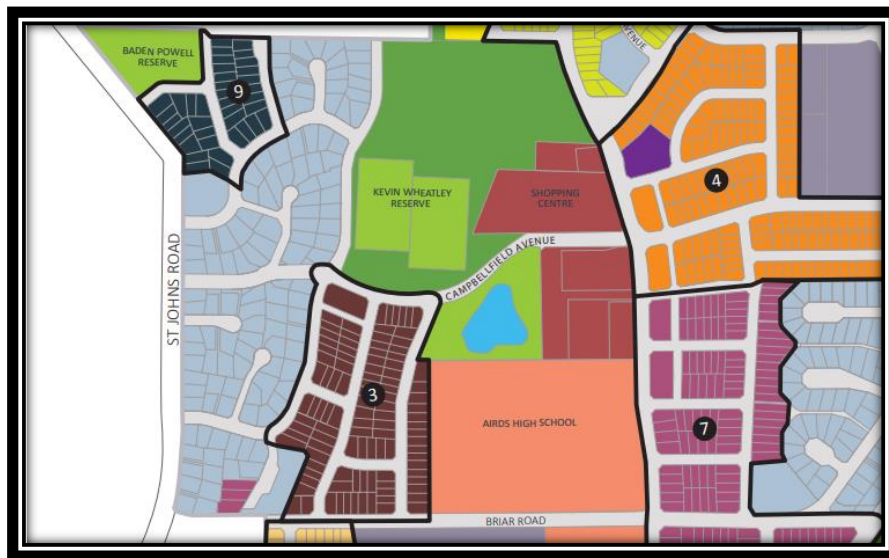 BADEN POWELL
RESERVE
9
AVENUE
4
KEVIN WHEATLEY
RESERVE
SHOPPING
CENTRE
CAMPBELLFIELD AVENUE
ST JOHNS ROAD
3
AIRDS HIGH SCHOOL
7
BRIAR ROAD